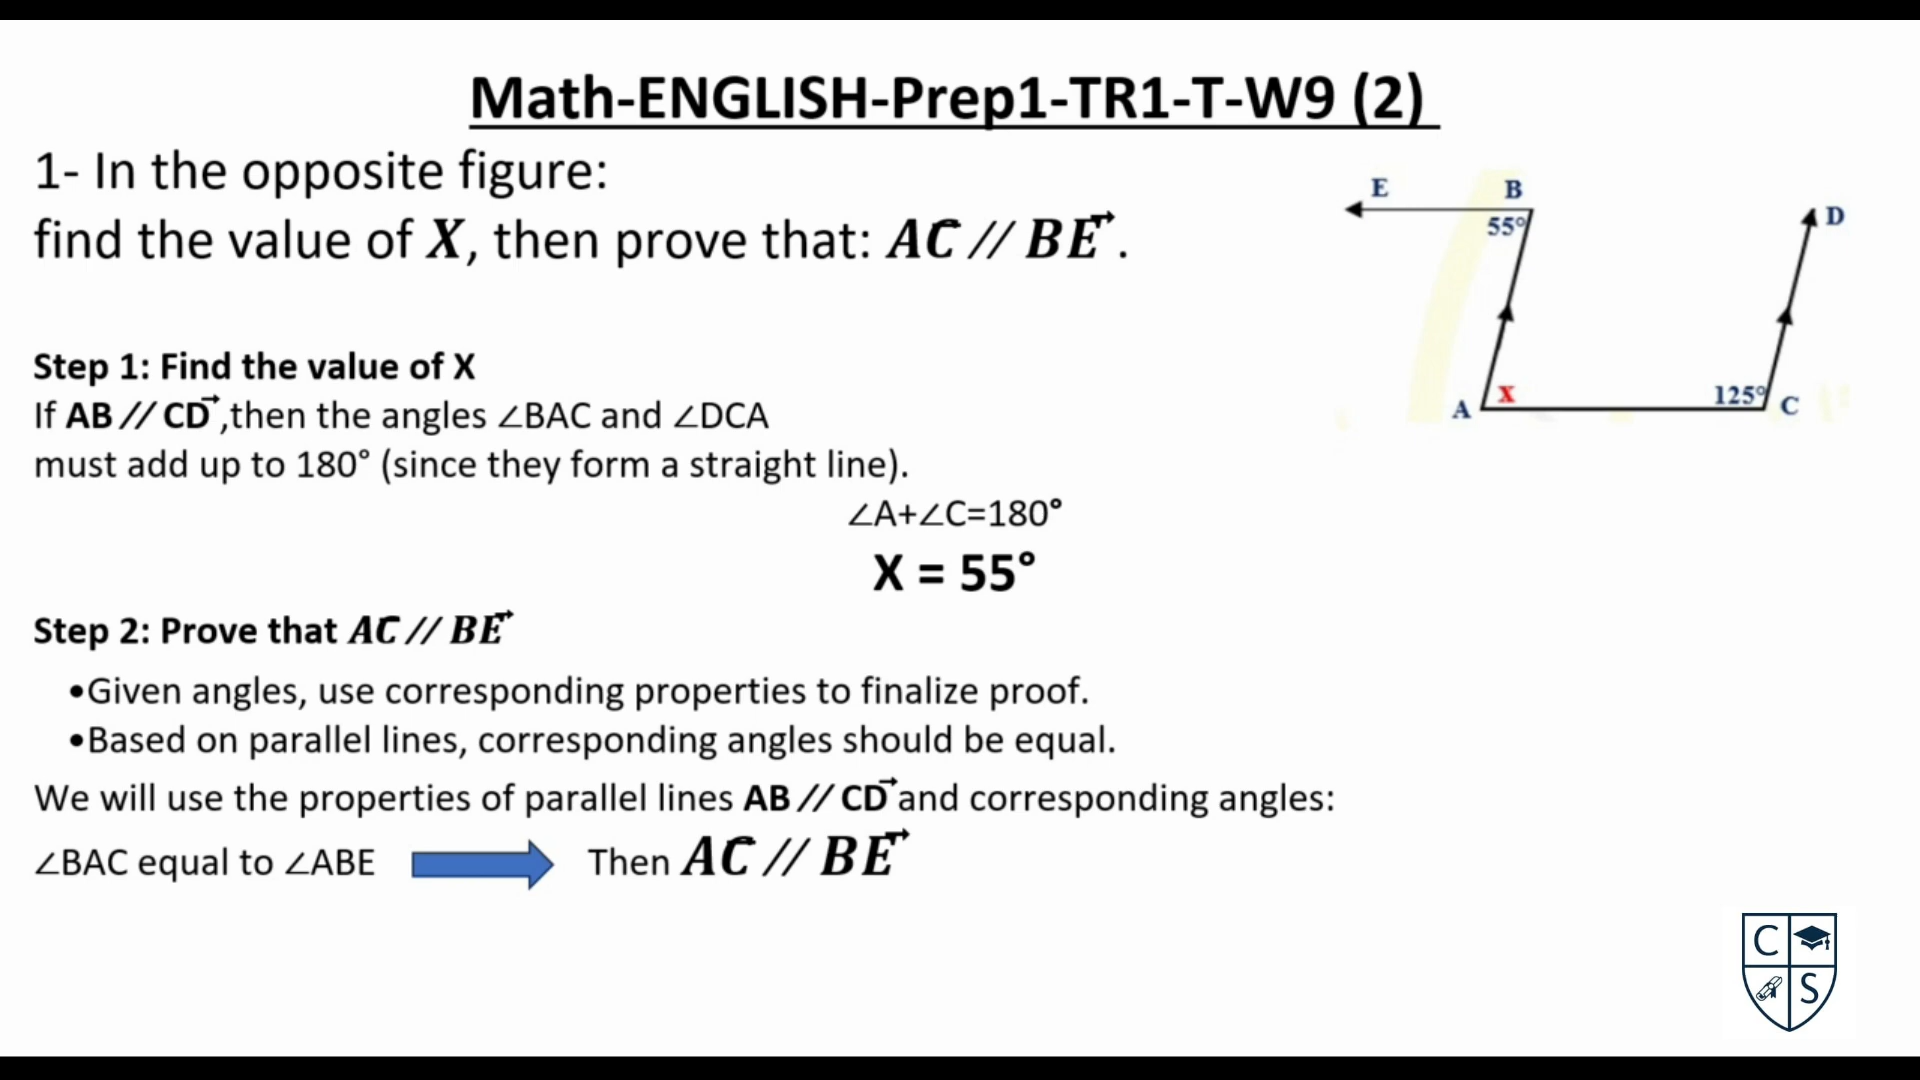 Math-ENGLISH-Prep1-TR1-T-W9 (2)
1- In the opposite figure:
find the value of X, then prove that: AC // BE⃗.
E
B
55°
D
A
X
125°
C
Step 1: Find the value of X
If AB // CD⃗ ,then the angles ∠BAC and ∠DCA
must add up to 180° (since they form a straight line).
∠A+∠C=180°
X = 55°
Step 2: Prove that AC // BE⃗
•Given angles, use corresponding properties to finalize proof.
•Based on parallel lines, corresponding angles should be equal.
We will use the properties of parallel lines AB // CD⃗ and corresponding angles:
∠BAC equal to ∠ABE Then AC // BE⃗
C
S